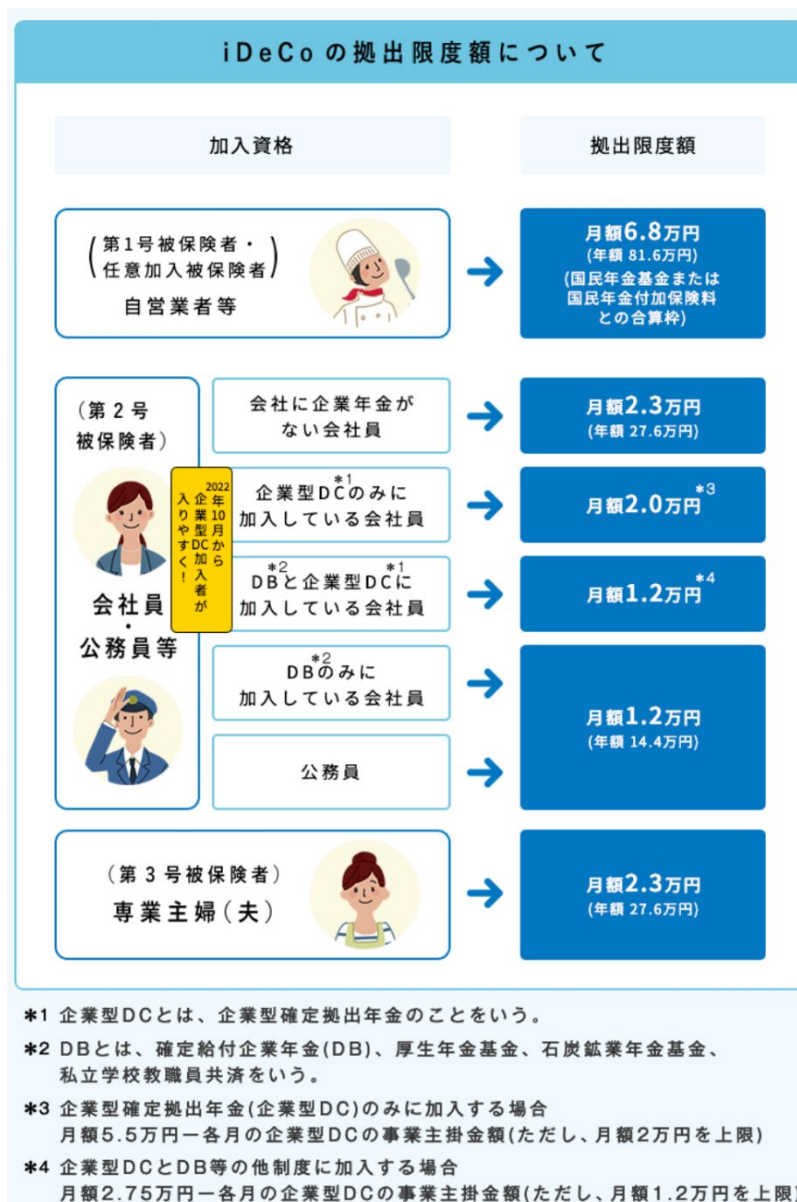 iDeCoの拠出限度額について
加入資格
拠出限度額
(第1号被保険者・
任意加入被保険者)
自営業者等
月額6.8万円
(年額 81.6万円)
(国民年金基金または
国民年金付加保険料
との合算枠)
(第2号
被保険者)
会社員
・
公務員等
2022年10月から
企業型DC加入者が
入りやすく!
会社に企業年金が
ない会社員
月額2.3万円
(年額 27.6万円)
企業型DC*1のみに
加入している会社員
月額2.0万円*3
DB*2と企業型DC*1に
加入している会社員
月額1.2万円*4
DB*2のみに
加入している会社員
公務員
月額1.2万円
(年額 14.4万円)
(第3号被保険者)
専業主婦(夫)
月額2.3万円
(年額 27.6万円)
*1 企業型DCとは、企業型確定拠出年金のことをいう。
*2 DBとは、確定給付企業年金(DB)、厚生年金基金、石炭鉱業年金基金、
私立学校教職員共済をいう。
*3 企業型確定拠出年金(企業型DC)のみに加入する場合
月額5.5万円ー各月の企業型DCの事業主掛金額(ただし、月額2万円を上限)
*4 企業型DCとDB等の他制度に加入する場合
月額2.75万円ー各月の企業型DCの事業主掛金額(ただし、月額1.2万円を上限)